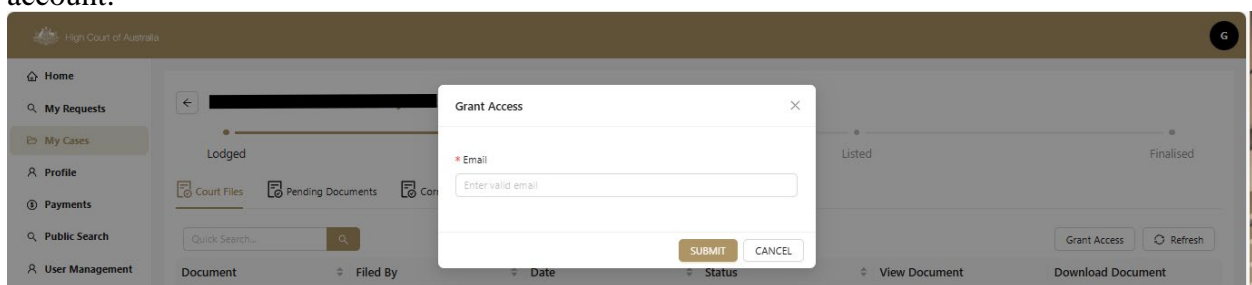 account.
High Court of Australia
G
Home
My Requests
My Cases
Profile
Payments
Public Search
User Management
Lodged
Listed
Finalised
Court Files
Pending Documents
Grant Access
* Email
Enter valid email
SUBMIT
CANCEL
Quick Search...
Grant Access
Refresh
Document
Filed By
Date
Status
View Document
Download Document